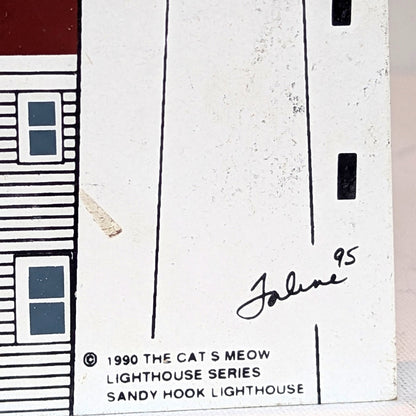 Faline 95
© 1990 THE CAT'S MEOW
LIGHTHOUSE SERIES
SANDY HOOK LIGHTHOUSE